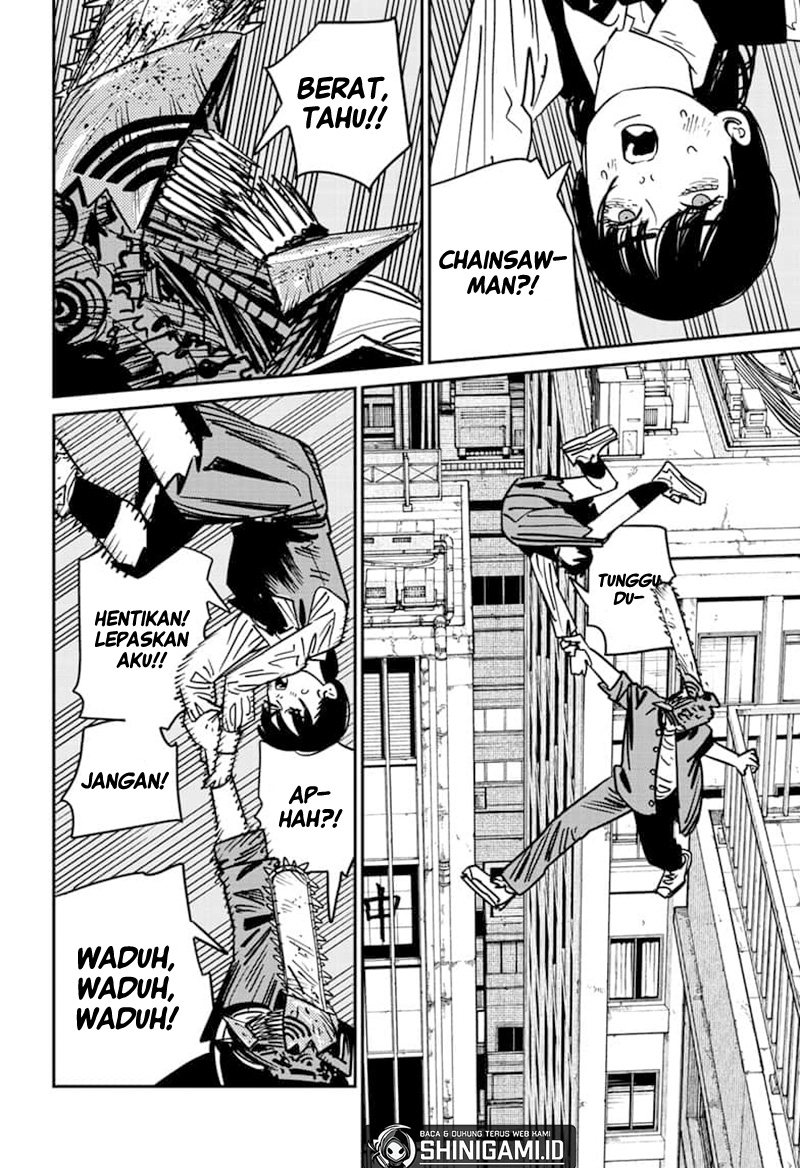 CHAINSAW-
MAN?!
BERAT,
TAHU!!
TUNGGU
DU-
AP-
HAH?!
HENTIKAN!
LEPASKAN
AKU!!
JANGAN!
WADUH,
WADUH,
WADUH!
中
BACA & DUKUNG TERUS WEB KAMI
SHINIGAMI.ID